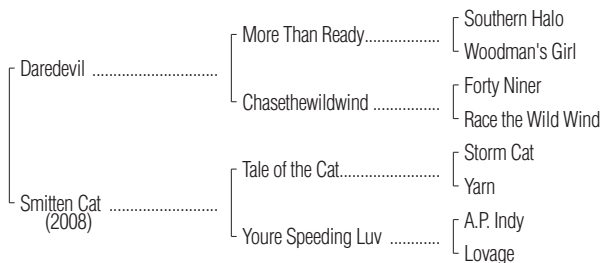 Southern Halo
More Than Ready..................
Woodman's Girl
Daredevil ..............................
Forty Niner
Chasethewildwind ................
Race the Wild Wind
Storm Cat
Tale of the Cat........................
Yarn
Smitten Cat ..........................
(2008)
A.P. Indy
Youre Speeding Luv ............
Lovage